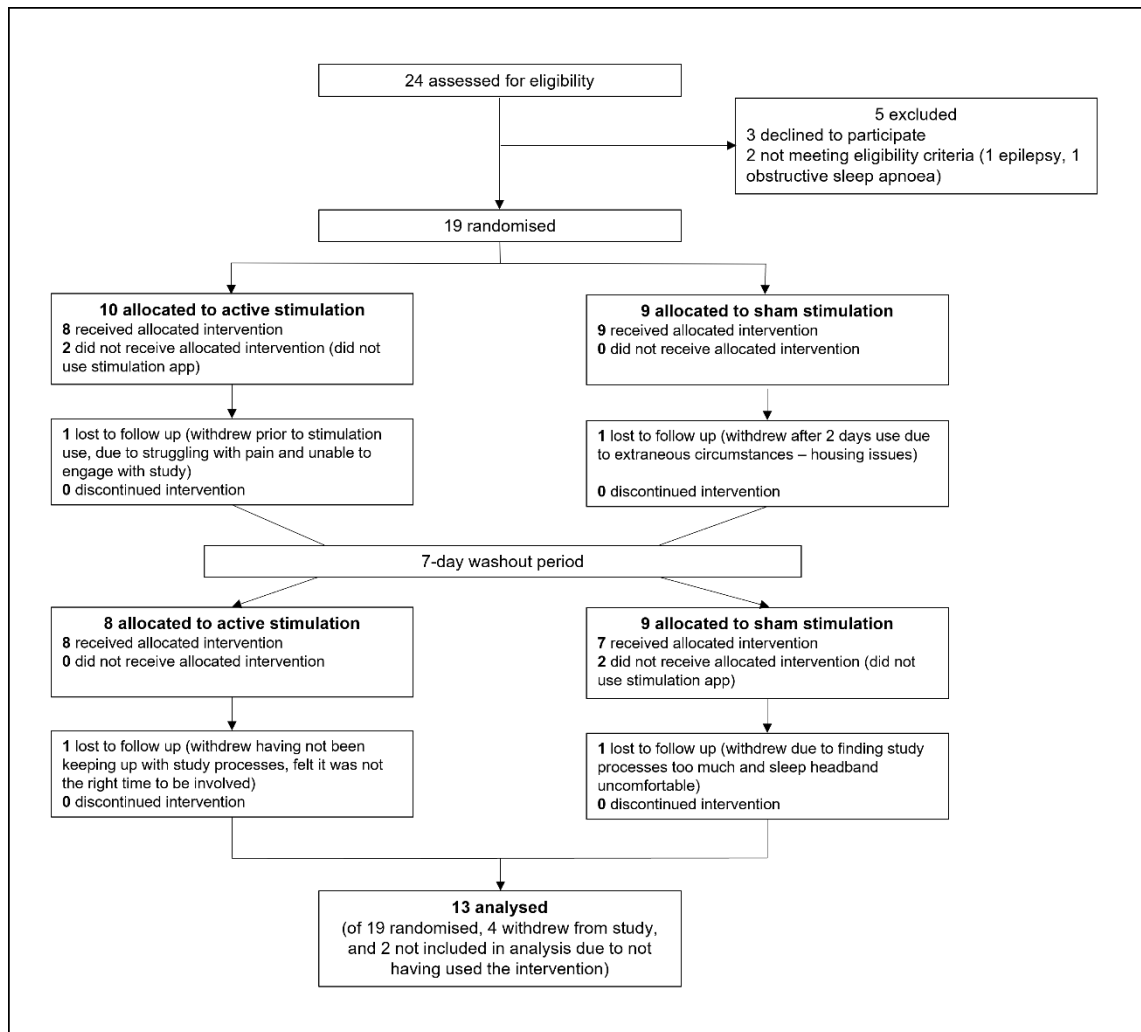 24 assessed for eligibility
5 excluded
3 declined to participate
2 not meeting eligibility criteria (1 epilepsy, 1
obstructive sleep apnoea)
19 randomised
10 allocated to active stimulation
8 received allocated intervention
2 did not receive allocated intervention (did not
use stimulation app)
9 allocated to sham stimulation
9 received allocated intervention
0 did not receive allocated intervention
1 lost to follow up (withdrew prior to stimulation
use, due to struggling with pain and unable to
engage with study)
0 discontinued intervention
1 lost to follow up (withdrew after 2 days use due
to extraneous circumstances – housing issues)
0 discontinued intervention
7-day washout period
8 allocated to active stimulation
8 received allocated intervention
0 did not receive allocated intervention
9 allocated to sham stimulation
7 received allocated intervention
2 did not receive allocated intervention (did not
use stimulation app)
1 lost to follow up (withdrew having not been
keeping up with study processes, felt it was not
the right time to be involved)
0 discontinued intervention
1 lost to follow up (withdrew due to finding study
processes too much and sleep headband
uncomfortable)
0 discontinued intervention
13 analysed
(of 19 randomised, 4 withdrew from study,
and 2 not included in analysis due to not
having used the intervention)